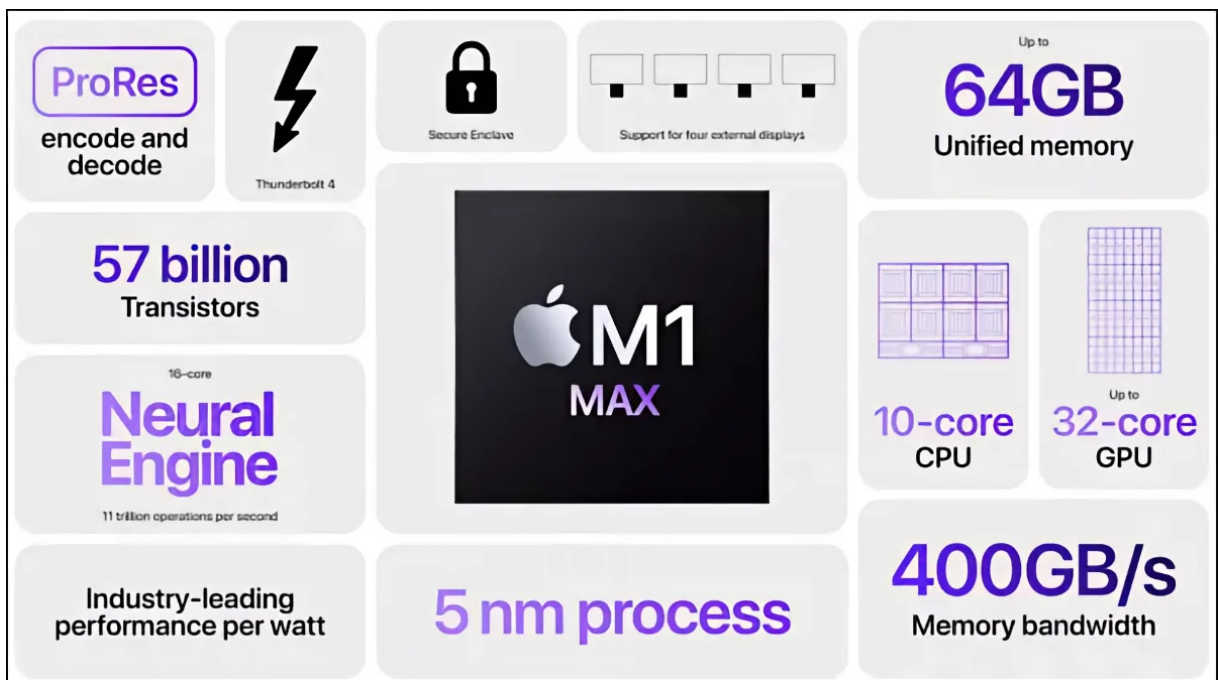 ProRes
encode and
decode
Thunderbolt 4
Secure Enclave
Support for four external displays
Up to
64GB
Unified memory
57 billion
Transistors
M1
MAX
10-core
CPU
Up to
32-core
GPU
16-core
Neural
Engine
11 trillion operations per second
Industry-leading
performance per watt
5 nm process
400GB/s
Memory bandwidth